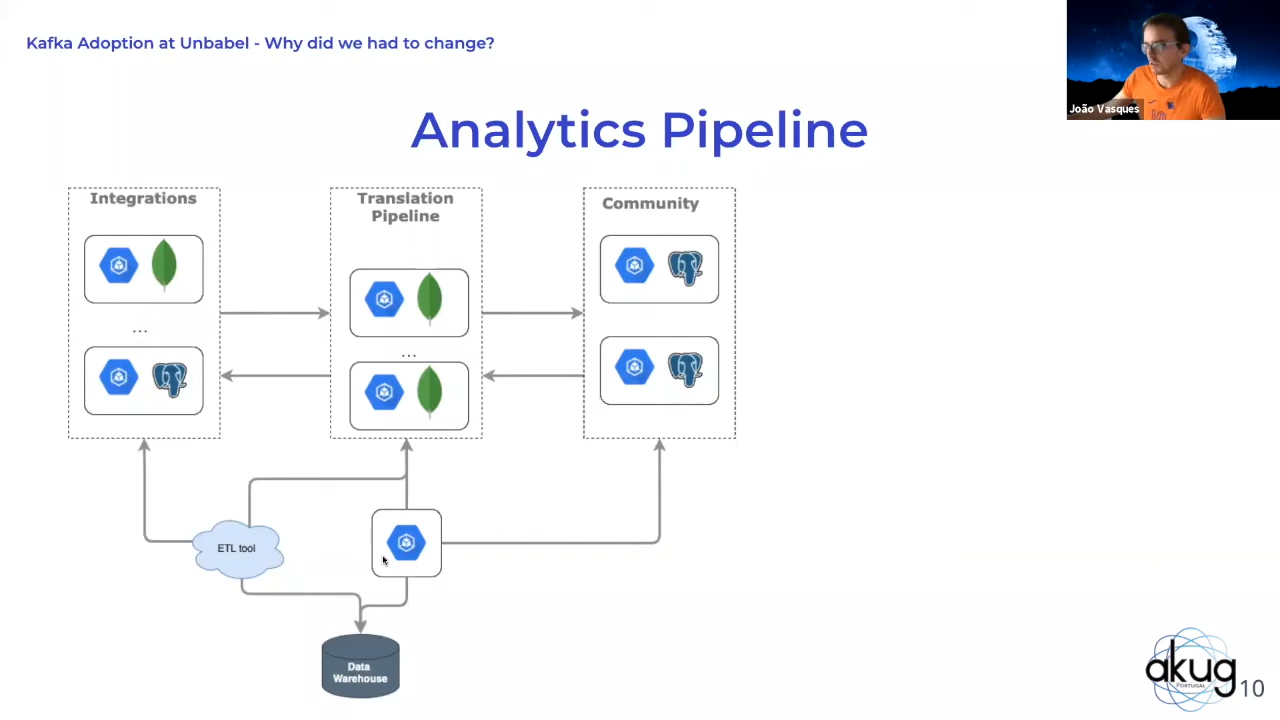 Kafka Adoption at Unbabel - Why did we had to change?
João Vasques
Analytics Pipeline
Integrations
Translation
Pipeline
Community
...
...
ETL tool
Data
Warehouse
akug
PORTUGAL
10